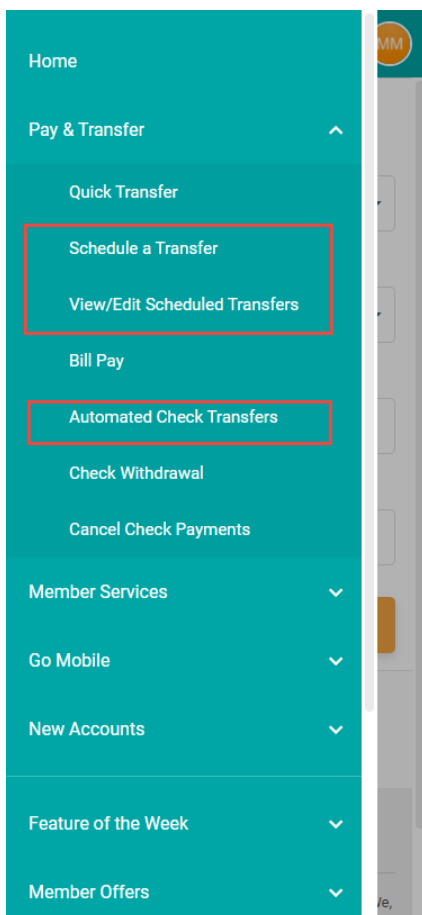 MM
Home
Pay & Transfer
Quick Transfer
Schedule a Transfer
View/Edit Scheduled Transfers
Bill Pay
Automated Check Transfers
Check Withdrawal
Cancel Check Payments
Member Services
Go Mobile
New Accounts
Feature of the Week
Member Offers